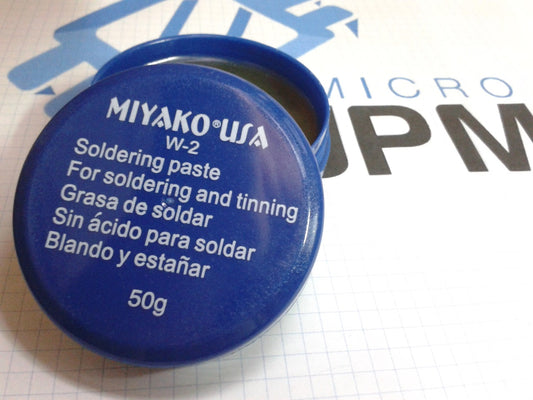 MIYAKO®USA
W-2
Soldering paste
For soldering and tinning
Grasa de soldar
Sin ácido para soldar
Blando y estañar
50g
MICRO
JPM